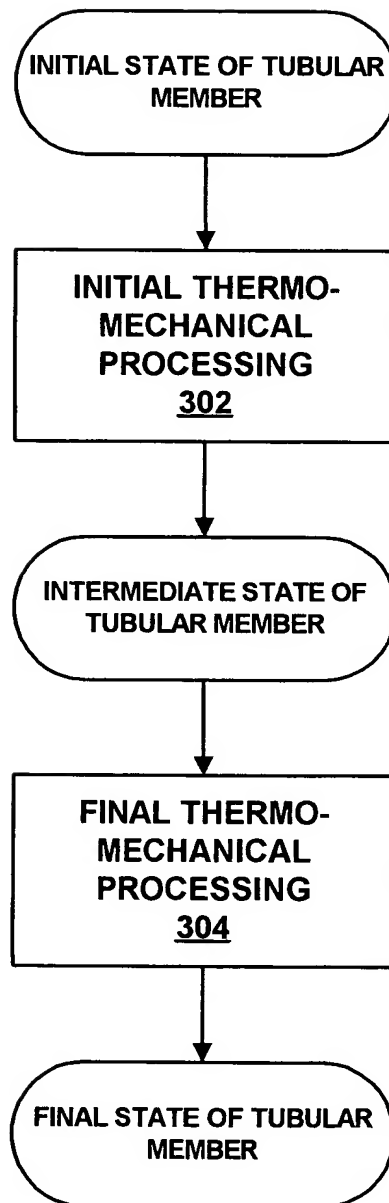 INITIAL STATE OF TUBULAR
MEMBER
INITIAL THERMO-
MECHANICAL
PROCESSING
302
INTERMEDIATE STATE OF
TUBULAR MEMBER
FINAL THERMO-
MECHANICAL
PROCESSING
304
FINAL STATE OF TUBULAR
MEMBER